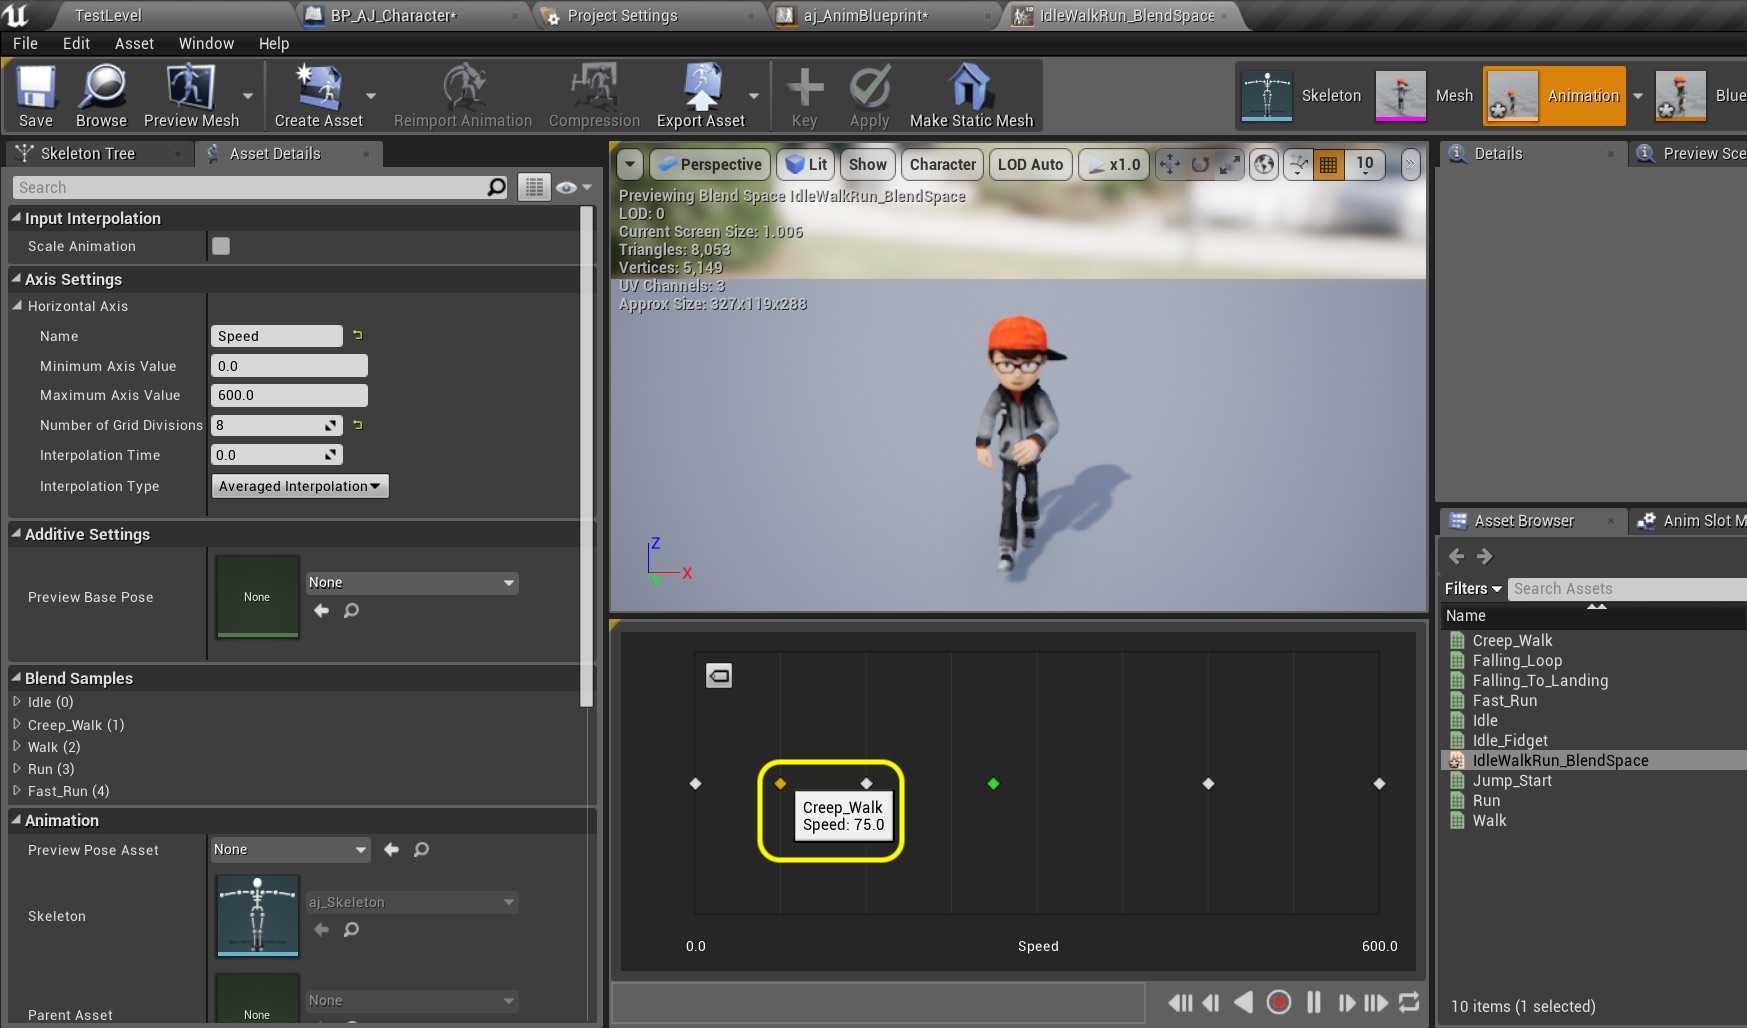 TestLevel
BP_AJ_Character*
Project Settings
aj_AnimBlueprint*
IdleWalkRun_BlendSpace
File Edit Asset Window Help
Save
Browse
Preview Mesh
Create Asset
Reimport Animation
Compression
Export Asset
Key
Apply
Make Static Mesh
Skeleton
Mesh
Animation
Blue
Skeleton Tree
Asset Details
Search
Input Interpolation
Scale Animation
Axis Settings
Horizontal Axis
Name Speed
Minimum Axis Value 0.0
Maximum Axis Value 600.0
Number of Grid Divisions 8
Interpolation Time 0.0
Interpolation Type Averaged Interpolation
Additive Settings
Preview Base Pose None None
Blend Samples
Idle (0)
Creep_Walk (1)
Walk (2)
Run (3)
Fast_Run (4)
Animation
Preview Pose Asset None
Skeleton aj_Skeleton
Parent Asset None None
Perspective Lit Show Character LOD Auto x1.0 10
Previewing Blend Space IdleWalkRun_BlendSpace
LOD: 0
Current Screen Size: 1.006
Triangles: 8,053
Vertices: 5,149
UV Channels: 3
Approx Size: 327x119x288
Z
X
Creep_Walk
Speed: 75.0
0.0 Speed 600.0
Details
Preview Sce
Asset Browser
Anim Slot M
Filters Search Assets
Name
Creep_Walk
Falling_Loop
Falling_To_Landing
Fast_Run
Idle
Idle_Fidget
IdleWalkRun_BlendSpace
Jump_Start
Run
Walk
10 items (1 selected)